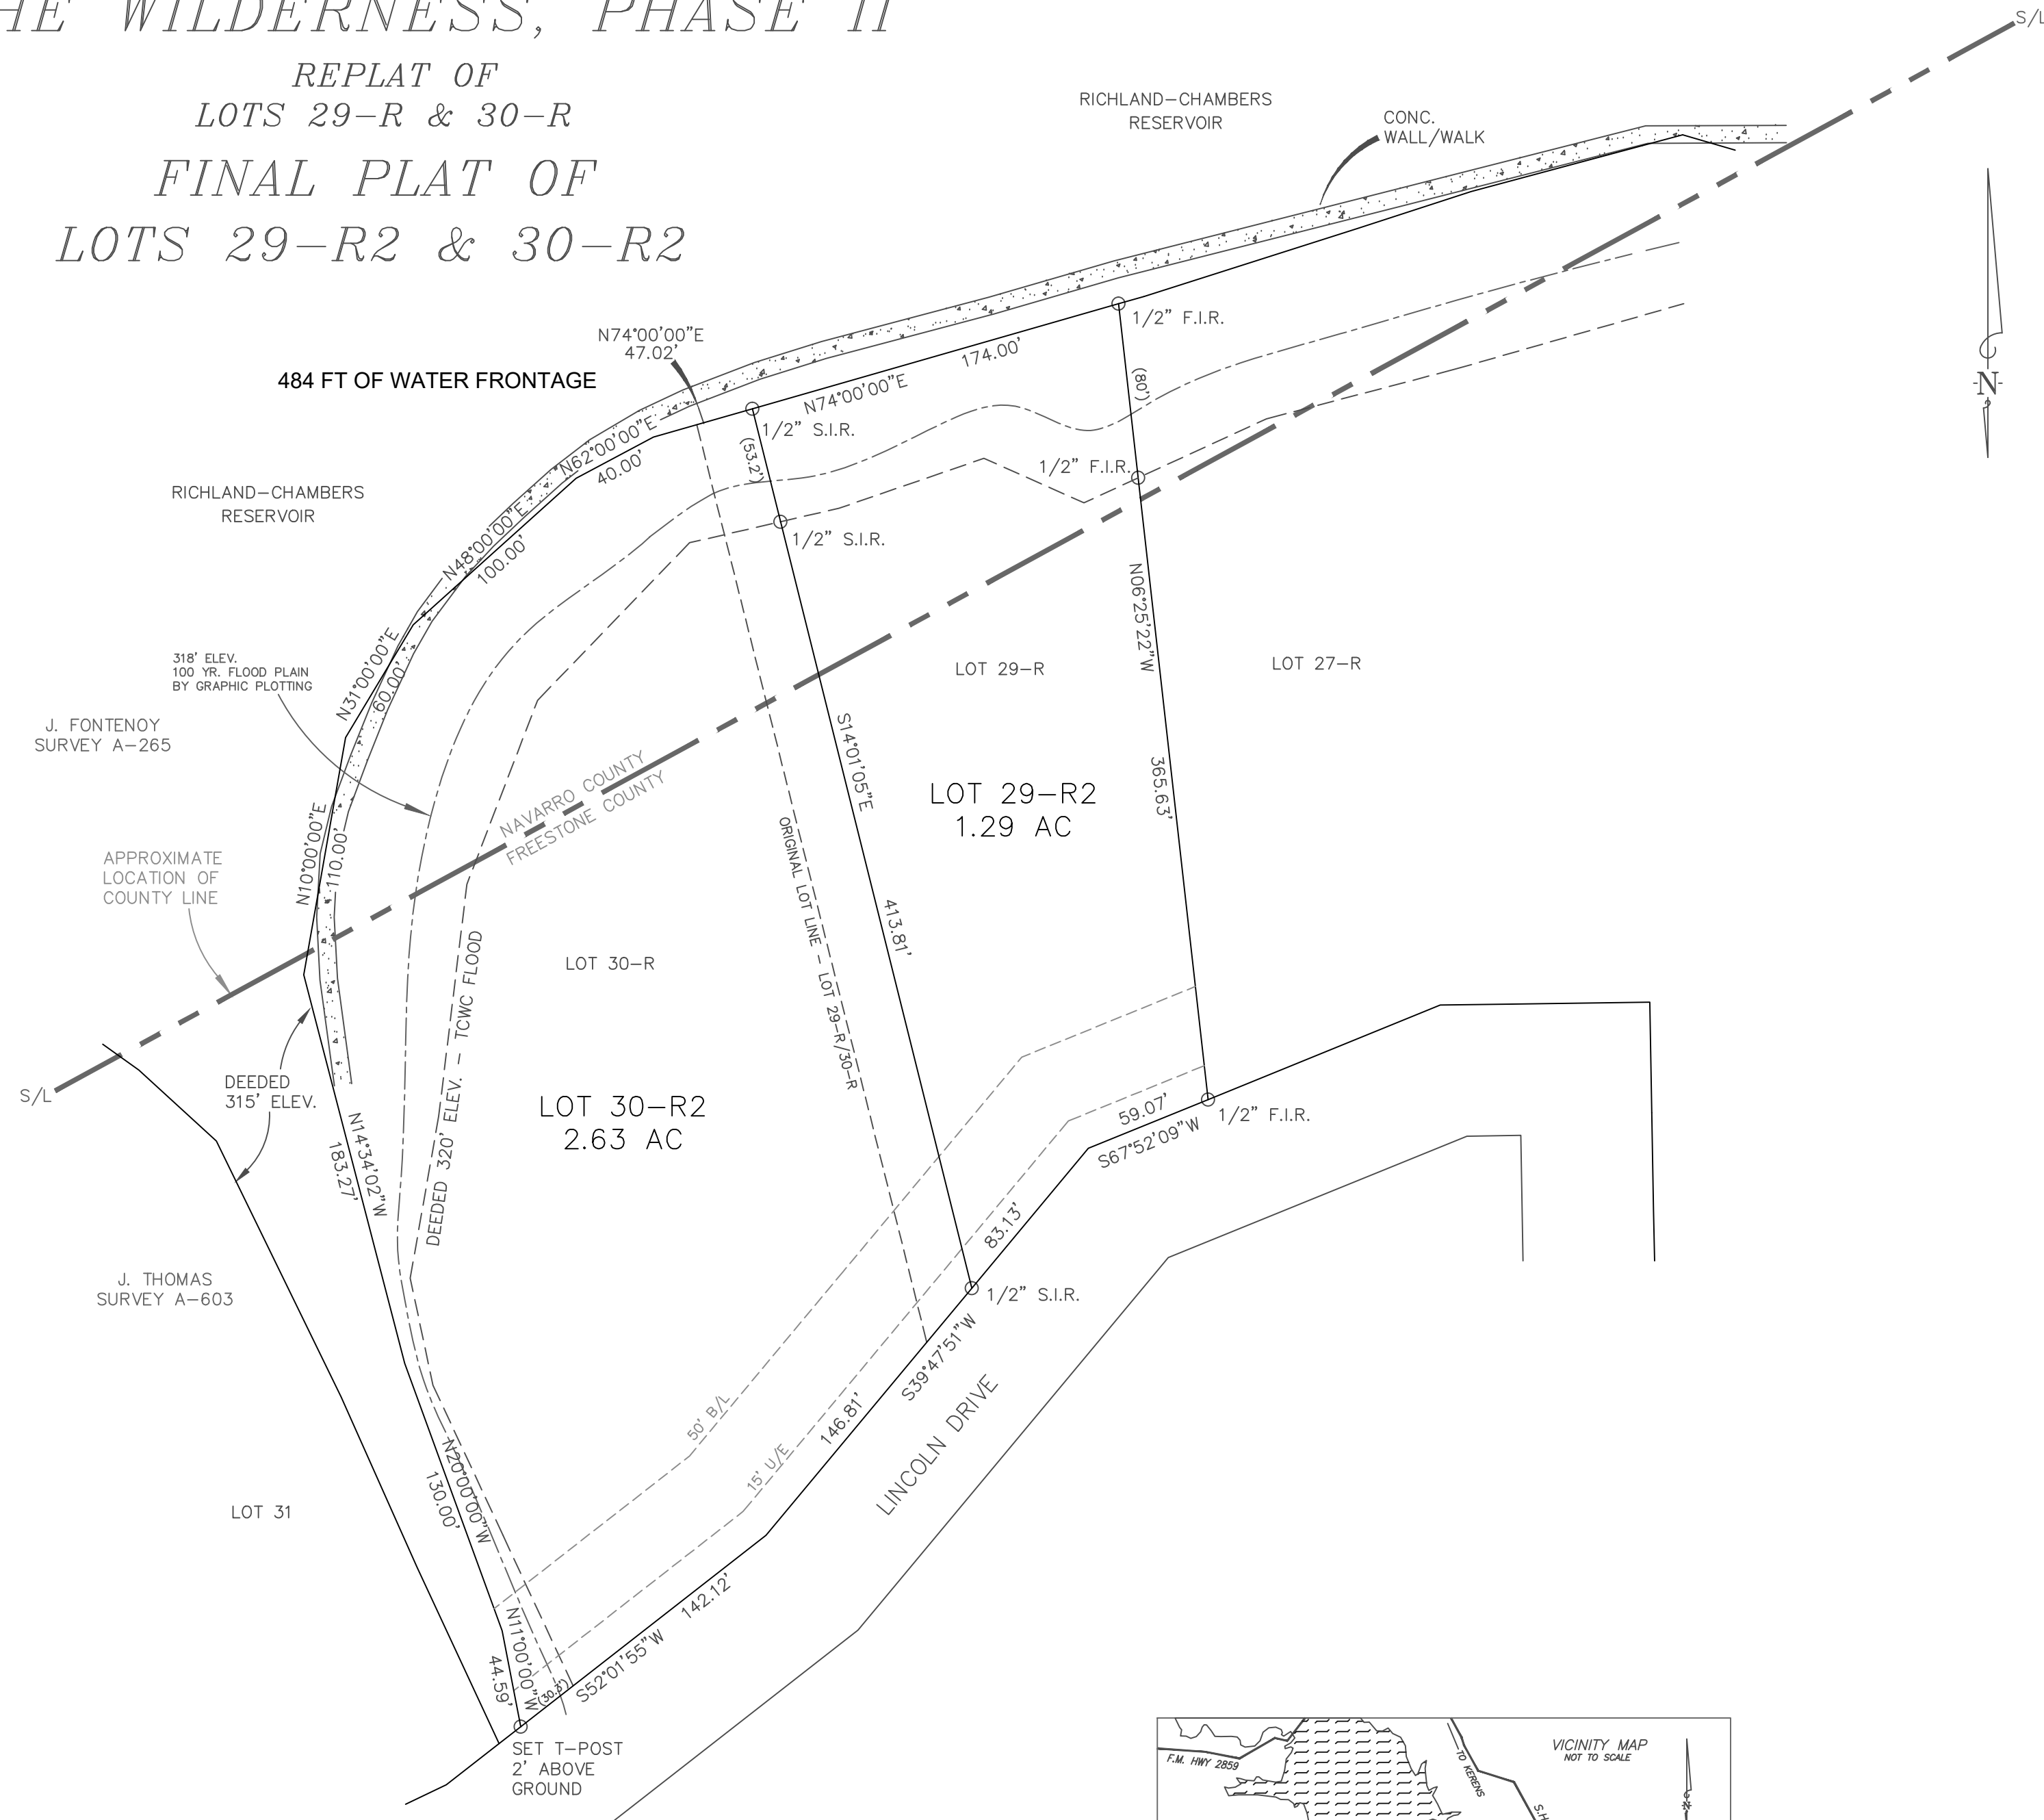 HE WILDERNESS, PHASE II
REPLAT OF
LOTS 29-R & 30-R
FINAL PLAT OF
LOTS 29-R2 & 30-R2
S/L
RICHLAND-CHAMBERS
RESERVOIR
CONC.
WALL/WALK
N
484 FT OF WATER FRONTAGE
N74°00'00"E
47.02'
1/2" F.I.R.
174.00'
N74°00'00"E
(80')
1/2" S.I.R.
(53.2')
N62°00'00"E
40.00'
1/2" F.I.R.
RICHLAND-CHAMBERS
RESERVOIR
N48°00'00"E
100.00'
1/2" S.I.R.
N06°25'22"W
365.63'
318' ELEV.
100 YR. FLOOD PLAIN
BY GRAPHIC PLOTTING
N31°00'00"E
60.00'
LOT 29-R
LOT 27-R
J. FONTENOY
SURVEY A-265
S14°01'05"E
413.81'
NAVARRO COUNTY
FREESTONE COUNTY
LOT 29-R2
1.29 AC
ORIGINAL LOT LINE - LOT 29-R/30-R
N10°00'00"E
110.00'
APPROXIMATE
LOCATION OF
COUNTY LINE
LOT 30-R
DEEDED 320' ELEV. - TCWC FLOOD
S/L
DEEDED
315' ELEV.
LOT 30-R2
2.63 AC
N14°34'02"W
183.27'
59.07'
S67°52'09"W
1/2" F.I.R.
83.13'
J. THOMAS
SURVEY A-603
1/2" S.I.R.
S39°47'51"W
146.81'
LINCOLN DRIVE
50' B/L
15' U/E
N20°00'00"W
130.00'
LOT 31
142.12'
S52°01'55"W
N11°00'00"W
44.59'
(30.3')
SET T-POST
2' ABOVE
GROUND
VICINITY MAP
NOT TO SCALE
F.M. HWY 2859
TO KERENS
S.H
N